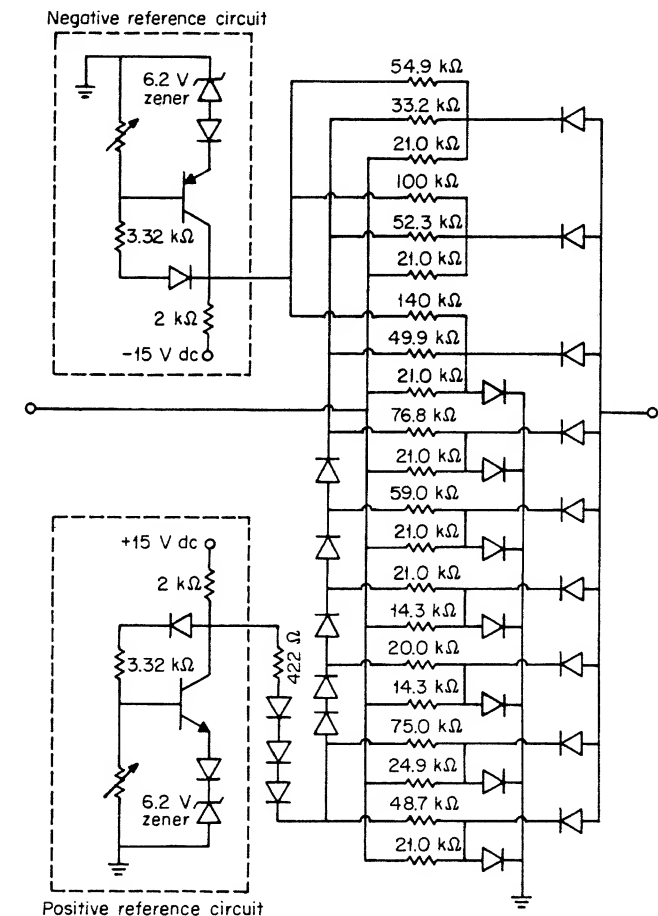 Negative reference circuit
6.2 V
zener
3.32 kΩ
2 kΩ
-15 V dc
54.9 kΩ
33.2 kΩ
21.0 kΩ
100 kΩ
52.3 kΩ
21.0 kΩ
140 kΩ
49.9 kΩ
21.0 kΩ
76.8 kΩ
21.0 kΩ
59.0 kΩ
21.0 kΩ
21.0 kΩ
14.3 kΩ
20.0 kΩ
14.3 kΩ
75.0 kΩ
24.9 kΩ
48.7 kΩ
21.0 kΩ
+15 V dc
2 kΩ
3.32 kΩ
422 Ω
6.2 V
zener
Positive reference circuit